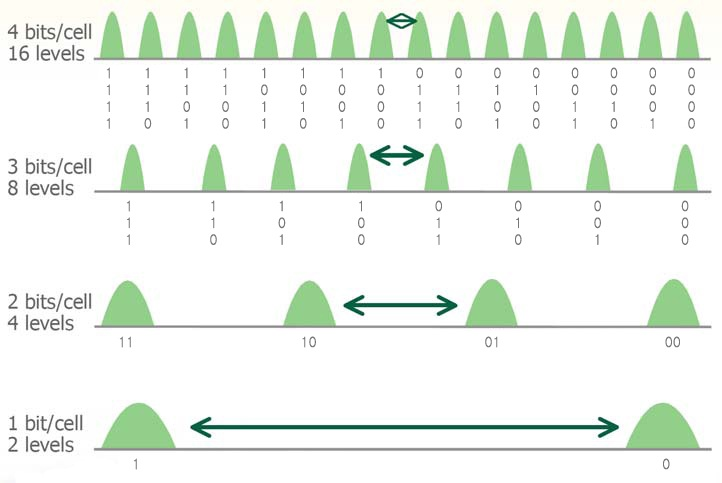 4 bits/cell
16 levels
1 1 1 1 1 1 1 1 0 0 0 0 0 0 0 0
1 1 1 1 0 0 0 0 1 1 1 1 0 0 0 0
1 1 0 0 1 1 0 0 1 1 0 0 1 1 0 0
1 0 1 0 1 0 1 0 1 0 1 0 1 0 1 0
3 bits/cell
8 levels
1 1 1 1 0 0 0 0
1 1 0 0 1 1 0 0
1 0 1 0 1 0 1 0
2 bits/cell
4 levels
11 10 01 00
1 bit/cell
2 levels
1 0